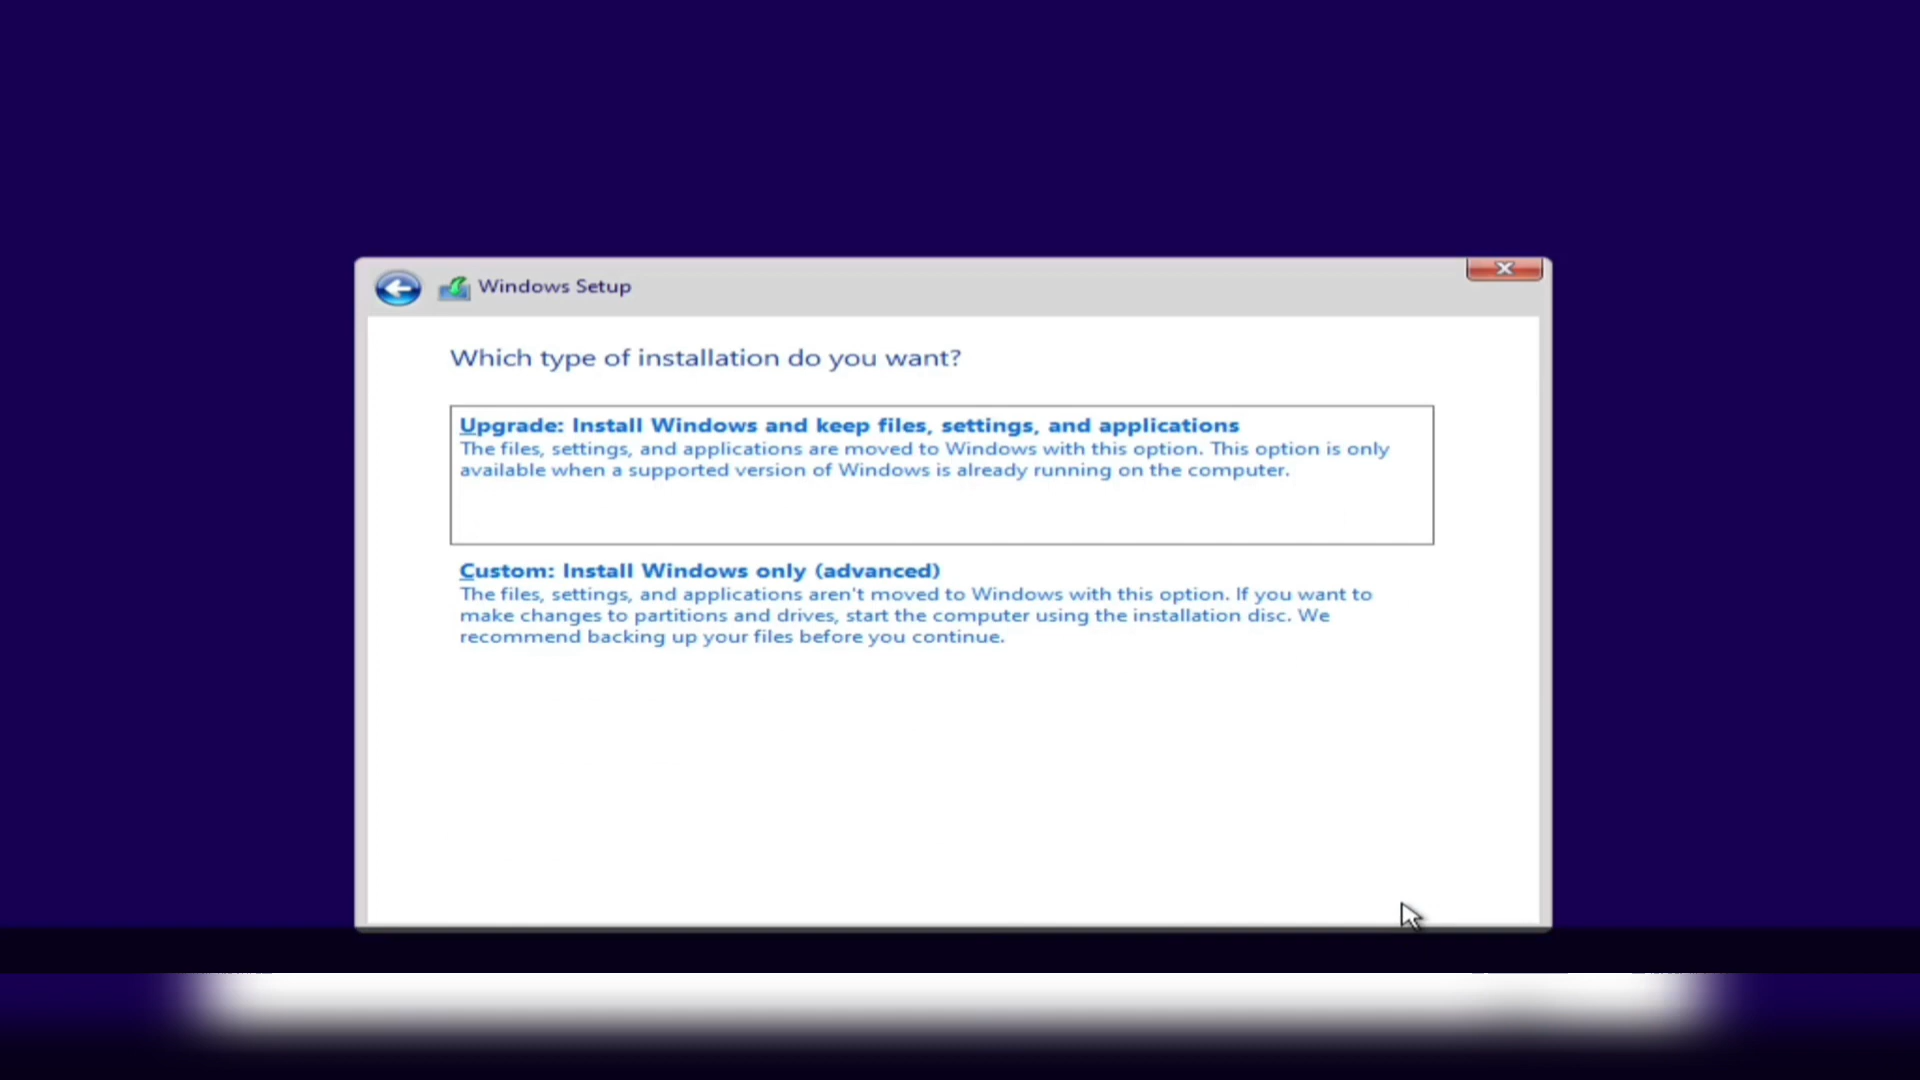 Windows Setup
Which type of installation do you want?
Upgrade: Install Windows and keep files, settings, and applications
The files, settings, and applications are moved to Windows with this option. This option is only
available when a supported version of Windows is already running on the computer.
Custom: Install Windows only (advanced)
The files, settings, and applications aren't moved to Windows with this option. If you want to
make changes to partitions and drives, start the computer using the installation disc. We
recommend backing up your files before you continue.